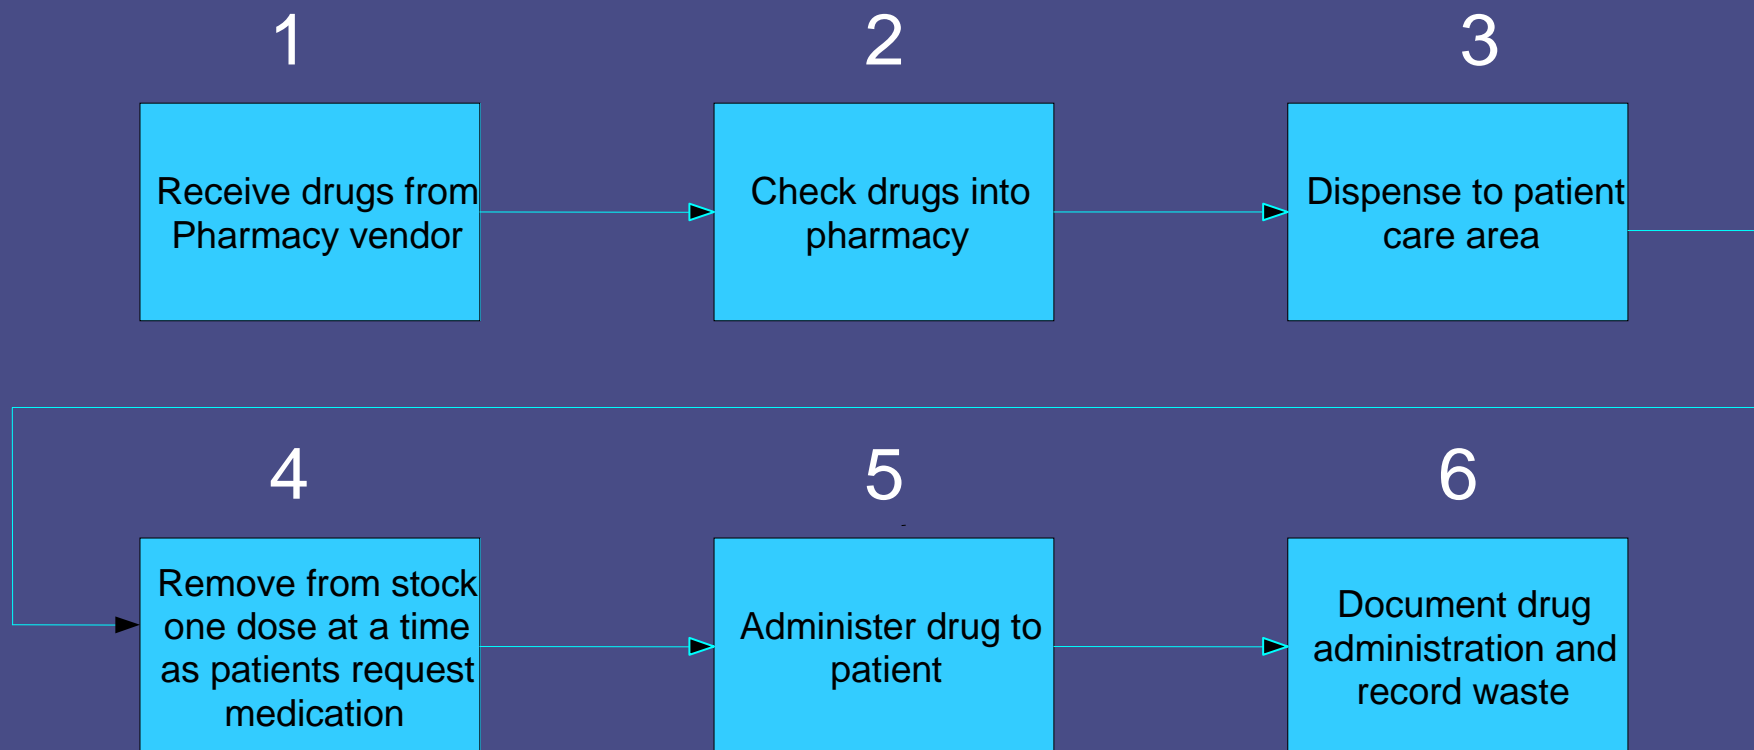 1
2
3
Receive drugs from
Pharmacy vendor
Check drugs into
pharmacy
Dispense to patient
care area
4
5
6
Remove from stock
one dose at a time
as patients request
medication
Administer drug to
patient
Document drug
administration and
record waste